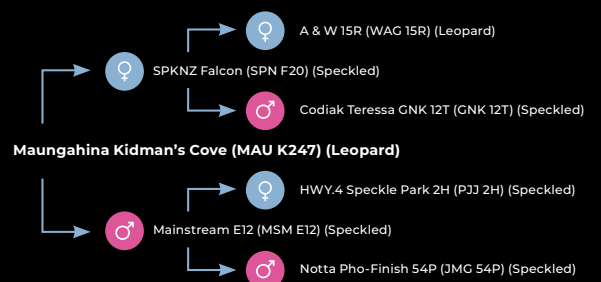 A & W 15R (WAG 15R) (Leopard)
SPKNZ Falcon (SPN F20) (Speckled)
Codiak Teressa GNK 12T (GNK 12T) (Speckled)
Maungahina Kidman's Cove (MAU K247) (Leopard)
HWY.4 Speckle Park 2H (PJJ 2H) (Speckled)
Mainstream E12 (MSM E12) (Speckled)
Notta Pho-Finish 54P (JMG 54P) (Speckled)